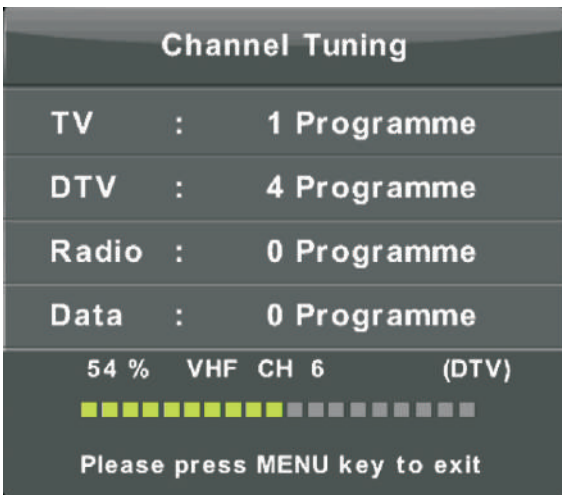 Channel Tuning
TV : 1 Programme
DTV : 4 Programme
Radio : 0 Programme
Data : 0 Programme
54 % VHF CH 6 (DTV)
Please press MENU key to exit